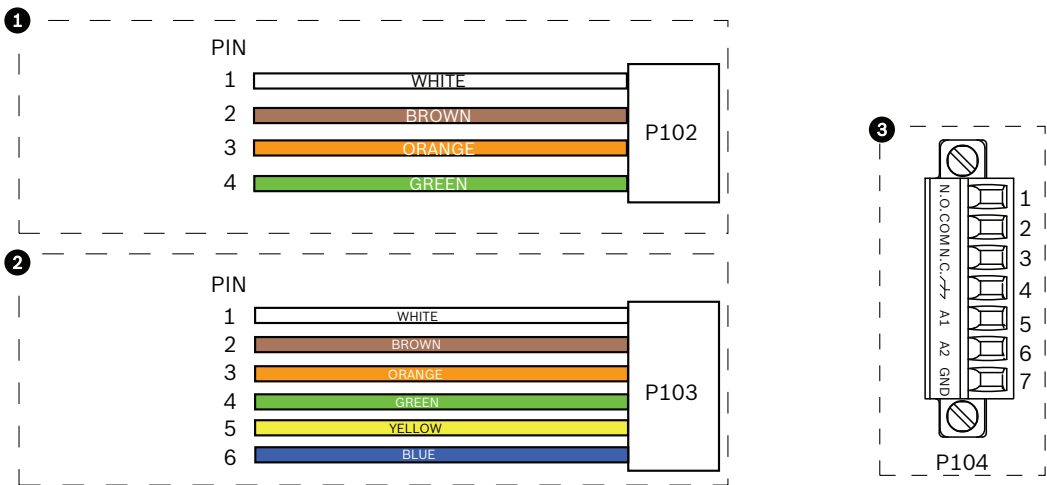 1
PIN
1 WHITE
2 BROWN
3 ORANGE
4 GREEN
P102
2
PIN
1 WHITE
2 BROWN
3 ORANGE
4 GREEN
5 YELLOW
6 BLUE
P103
3
N.O. 1
COM 2
N.C. 3
4
A1 5
A2 6
GND 7
P104